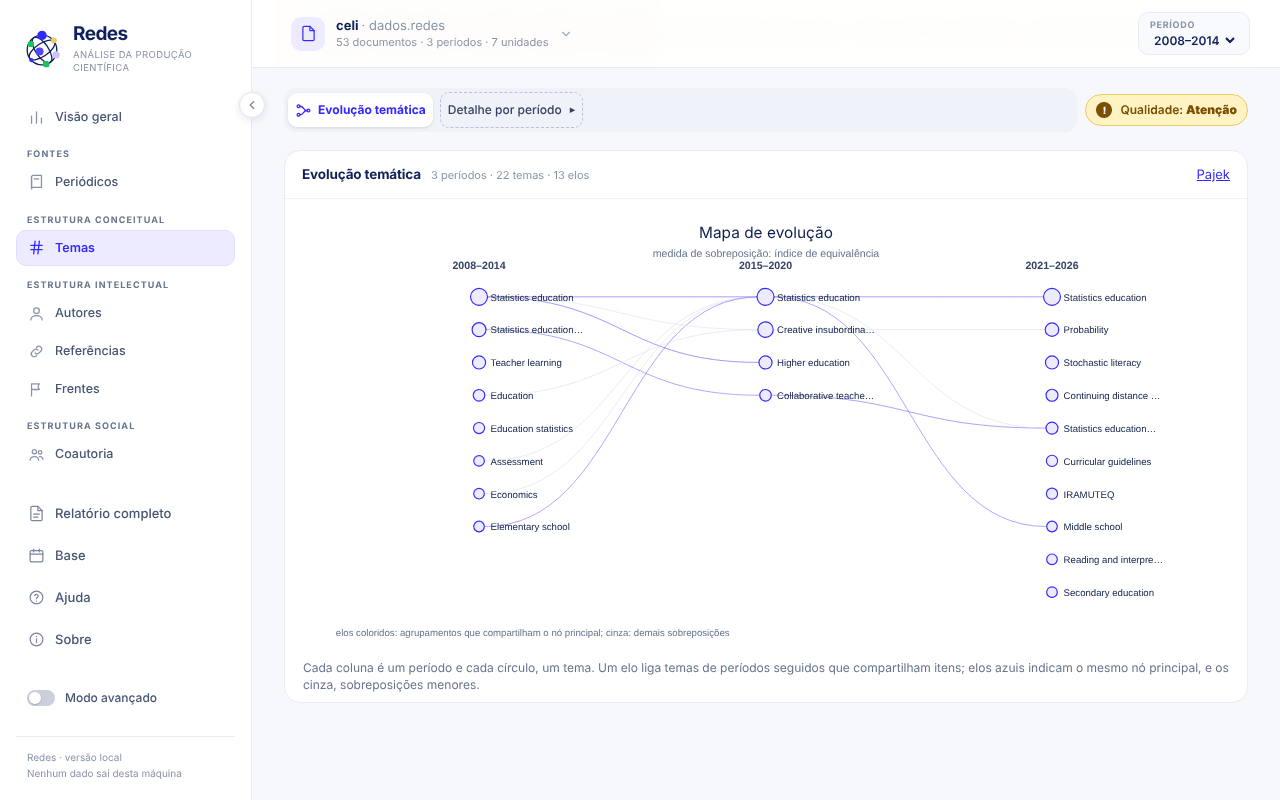 Redes
ANÁLISE DA PRODUÇÃO
CIENTÍFICA
Visão geral
FONTES
Periódicos
ESTRUTURA CONCEITUAL
Temas
ESTRUTURA INTELECTUAL
Autores
Referências
Frentes
ESTRUTURA SOCIAL
Coautoria
Relatório completo
Base
Ajuda
Sobre
Modo avançado
Redes · versão local
Nenhum dado sai desta máquina
celi · dados.redes
53 documentos · 3 períodos · 7 unidades
PERÍODO
2008–2014
Evolução temática
Detalhe por período
Qualidade: Atenção
Evolução temática 3 períodos · 22 temas · 13 elos
Pajek
Mapa de evolução
medida de sobreposição: índice de equivalência
2008–2014
2015–2020
2021–2026
Statistics education
Statistics education...
Teacher learning
Education
Education statistics
Assessment
Economics
Elementary school
Statistics education
Creative insubordina...
Higher education
Collaborative teache...
Statistics education
Probability
Stochastic literacy
Continuing distance ...
Statistics education...
Curricular guidelines
IRAMUTEQ
Middle school
Reading and interpre...
Secondary education
elos coloridos: agrupamentos que compartilham o nó principal; cinza: demais sobreposições
Cada coluna é um período e cada círculo, um tema. Um elo liga temas de períodos seguidos que compartilham itens; elos azuis indicam o mesmo nó principal, e os
cinza, sobreposições menores.